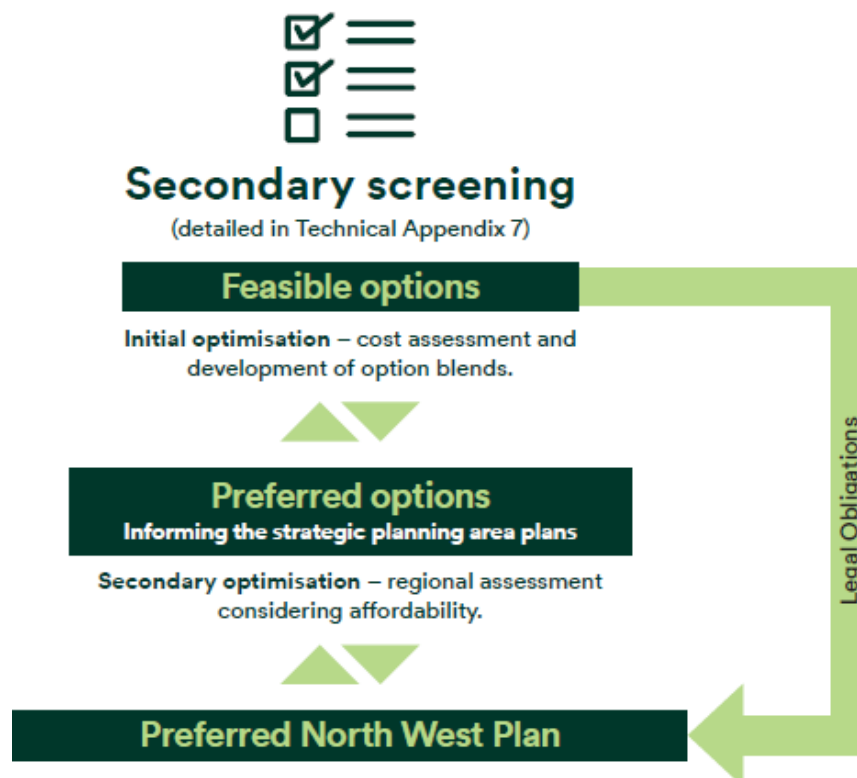 Secondary screening
(detailed in Technical Appendix 7)
Feasible options
Initial optimisation – cost assessment and
development of option blends.
Preferred options
Informing the strategic planning area plans
Secondary optimisation – regional assessment
considering affordability.
Preferred North West Plan
Legal Obligations